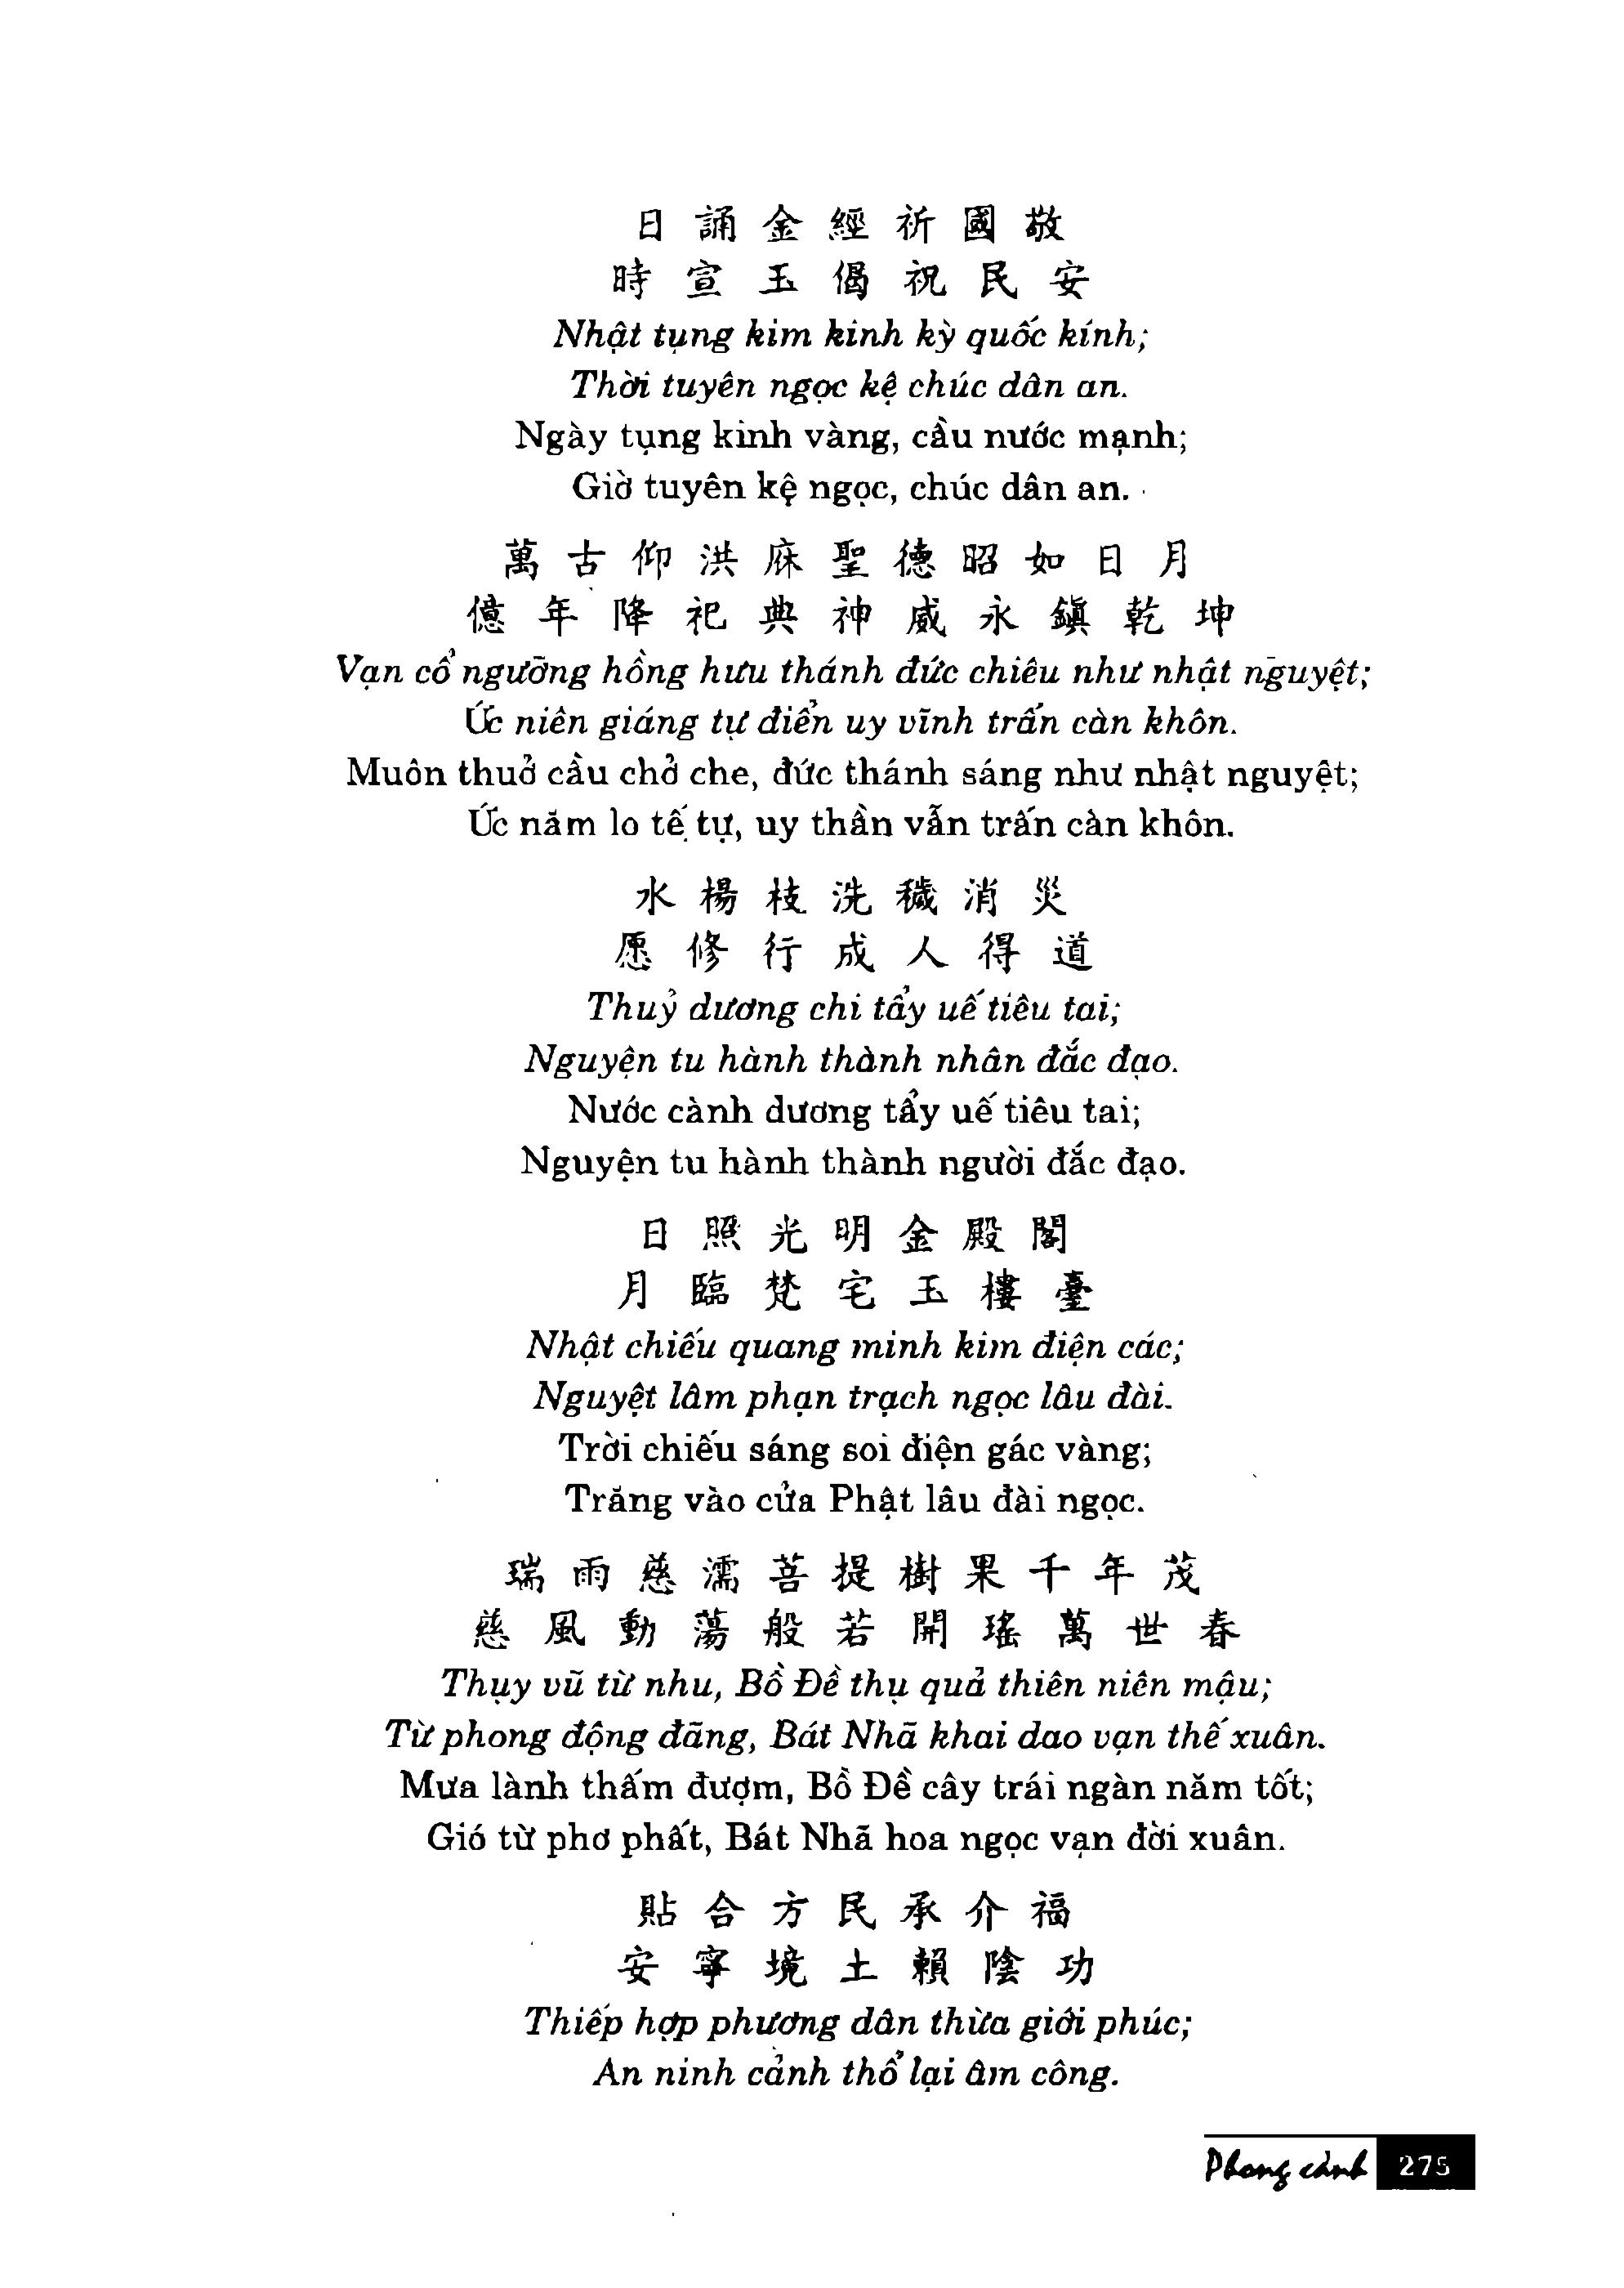 日誦金經祈國敬
時宣玉偈祝民安
Nhật tụng kim kinh kỳ quốc kính;
Thời tuyên ngọc kệ chúc dân an.
Ngày tụng kinh vàng, cầu nước mạnh;
Giờ tuyên kệ ngọc, chúc dân an.
萬古仰洪庥聖德昭如日月
億年降祀典神威永鎮乾坤
Vạn cổ ngưỡng hồng hưu thánh đức chiêu như nhật nguyệt;
Ức niên giáng tự điển uy vĩnh trấn càn khôn.
Muôn thuở cầu chở che, đức thánh sáng như nhật nguyệt;
Ức năm lo tế tự, uy thần vẫn trấn càn khôn.
水楊枝洗穢消災
愿修行成人得道
Thuỷ dương chi tẩy uế tiêu tai;
Nguyện tu hành thành nhân đắc đạo.
Nước cành dương tẩy uế tiêu tai;
Nguyện tu hành thành người đắc đạo.
日照光明金殿閣
月臨梵宅玉樓臺
Nhật chiếu quang minh kim điện các;
Nguyệt lâm phạn trạch ngọc lâu đài.
Trời chiếu sáng soi điện gác vàng;
Trăng vào cửa Phật lâu đài ngọc.
瑞雨慈濡菩提樹果千年茂
慈風動蕩般若開瑤萬世春
Thụy vũ từ nhu, Bồ Đề thụ quả thiên niên mậu;
Từ phong động đãng, Bát Nhã khai dao vạn thế xuân.
Mưa lành thấm đượm, Bồ Đề cây trái ngàn năm tốt;
Gió từ phơ phất, Bát Nhã hoa ngọc vạn đời xuân.
貼合方民承介福
安寧境土賴陰功
Thiếp hợp phương dân thừa giới phúc;
An ninh cảnh thổ lại âm công.
Phong cảnh 275